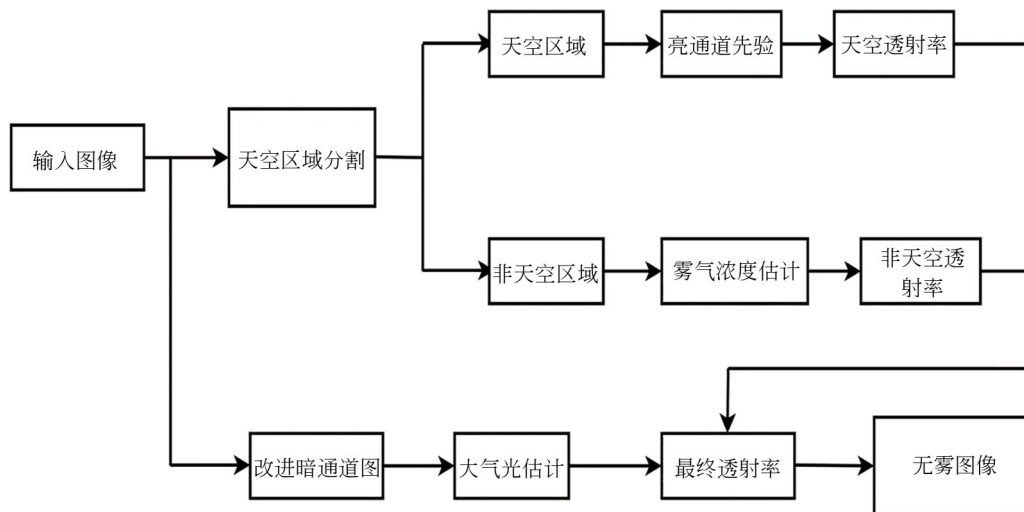 天空区域
亮通道先验
天空透射率
输入图像
天空区域分割
非天空区域
雾气浓度估计
非天空透
射率
改进暗通道图
大气光估计
最终透射率
无雾图像